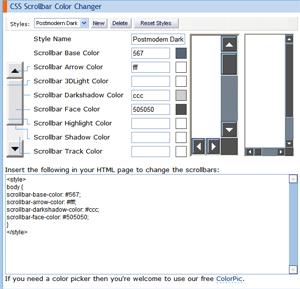 CSS Scrollbar Color Changer
Styles: Postmodern Dark New Delete Reset Styles
Style Name Postmodern Dark
Scrollbar Base Color 567
Scrollbar Arrow Color fff
Scrollbar 3DLight Color
Scrollbar Darkshadow Color ccc
Scrollbar Face Color 505050
Scrollbar Highlight Color
Scrollbar Shadow Color
Scrollbar Track Color
Insert the following in your HTML page to change the scrollbars:
<style>
body {
scrollbar-base-color: #567;
scrollbar-arrow-color: #fff;
scrollbar-darkshadow-color: #ccc;
scrollbar-face-color: #505050;
}
</style>
If you need a color picker then you're welcome to use our free ColorPic.